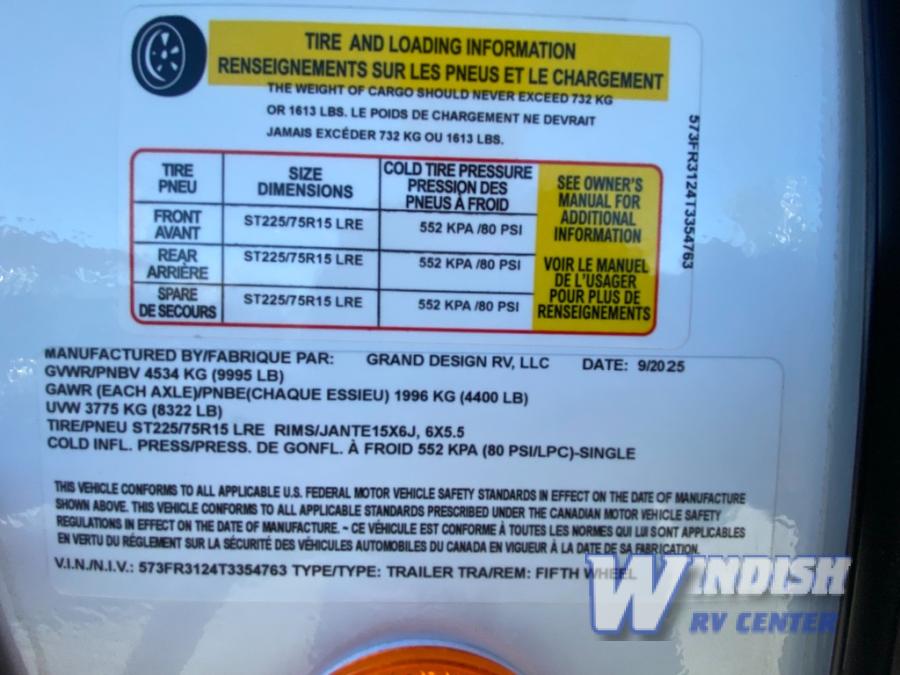 TIRE AND LOADING INFORMATION
RENSEIGNEMENTS SUR LES PNEUS ET LE CHARGEMENT
THE WEIGHT OF CARGO SHOULD NEVER EXCEED 732 KG
OR 1613 LBS. LE POIDS DE CHARGEMENT NE DEVRAIT
JAMAIS EXCÉDER 732 KG OU 1613 LBS.
573FR3124T3354763
TIRE
PNEU
SIZE
DIMENSIONS
COLD TIRE PRESSURE
PRESSION DES
PNEUS À FROID
FRONT
AVANT
ST225/75R15 LRE
552 KPA /80 PSI
REAR
ARRIÈRE
ST225/75R15 LRE
552 KPA /80 PSI
SPARE
DE SECOURS
ST225/75R15 LRE
552 KPA /80 PSI
SEE OWNER'S
MANUAL FOR
ADDITIONAL
INFORMATION
VOIR LE MANUEL
DE L'USAGER
POUR PLUS DE
RENSEIGNEMENTS
MANUFACTURED BY/FABRIQUE PAR: GRAND DESIGN RV, LLC DATE: 9/2025
GVWR/PNBV 4534 KG (9995 LB)
GAWR (EACH AXLE)/PNBE(CHAQUE ESSIEU) 1996 KG (4400 LB)
UVW 3775 KG (8322 LB)
TIRE/PNEU ST225/75R15 LRE RIMS/JANTE15X6J, 6X5.5
COLD INFL. PRESS/PRESS. DE GONFL. À FROID 552 KPA (80 PSI/LPC)-SINGLE
THIS VEHICLE CONFORMS TO ALL APPLICABLE U.S. FEDERAL MOTOR VEHICLE SAFETY STANDARDS IN EFFECT ON THE DATE OF MANUFACTURE
SHOWN ABOVE. THIS VEHICLE CONFORMS TO ALL APPLICABLE STANDARDS PRESCRIBED UNDER THE CANADIAN MOTOR VEHICLE SAFETY
REGULATIONS IN EFFECT ON THE DATE OF MANUFACTURE. ~ CE VÉHICULE EST CONFORME À TOUTES LES NORMES QUI LUI SONT APPLICABLES
EN VERTU DU RÉGLEMENT SUR LA SÉCURITÉ DES VÉHICULES AUTOMOBILES DU CANADA EN VIGUEUR À LA DATE DE SA FABRICATION.
V.I.N./N.I.V.: 573FR3124T3354763 TYPE/TYPE: TRAILER TRA/REM: FIFTH WHEEL
WINDISH
RV CENTER